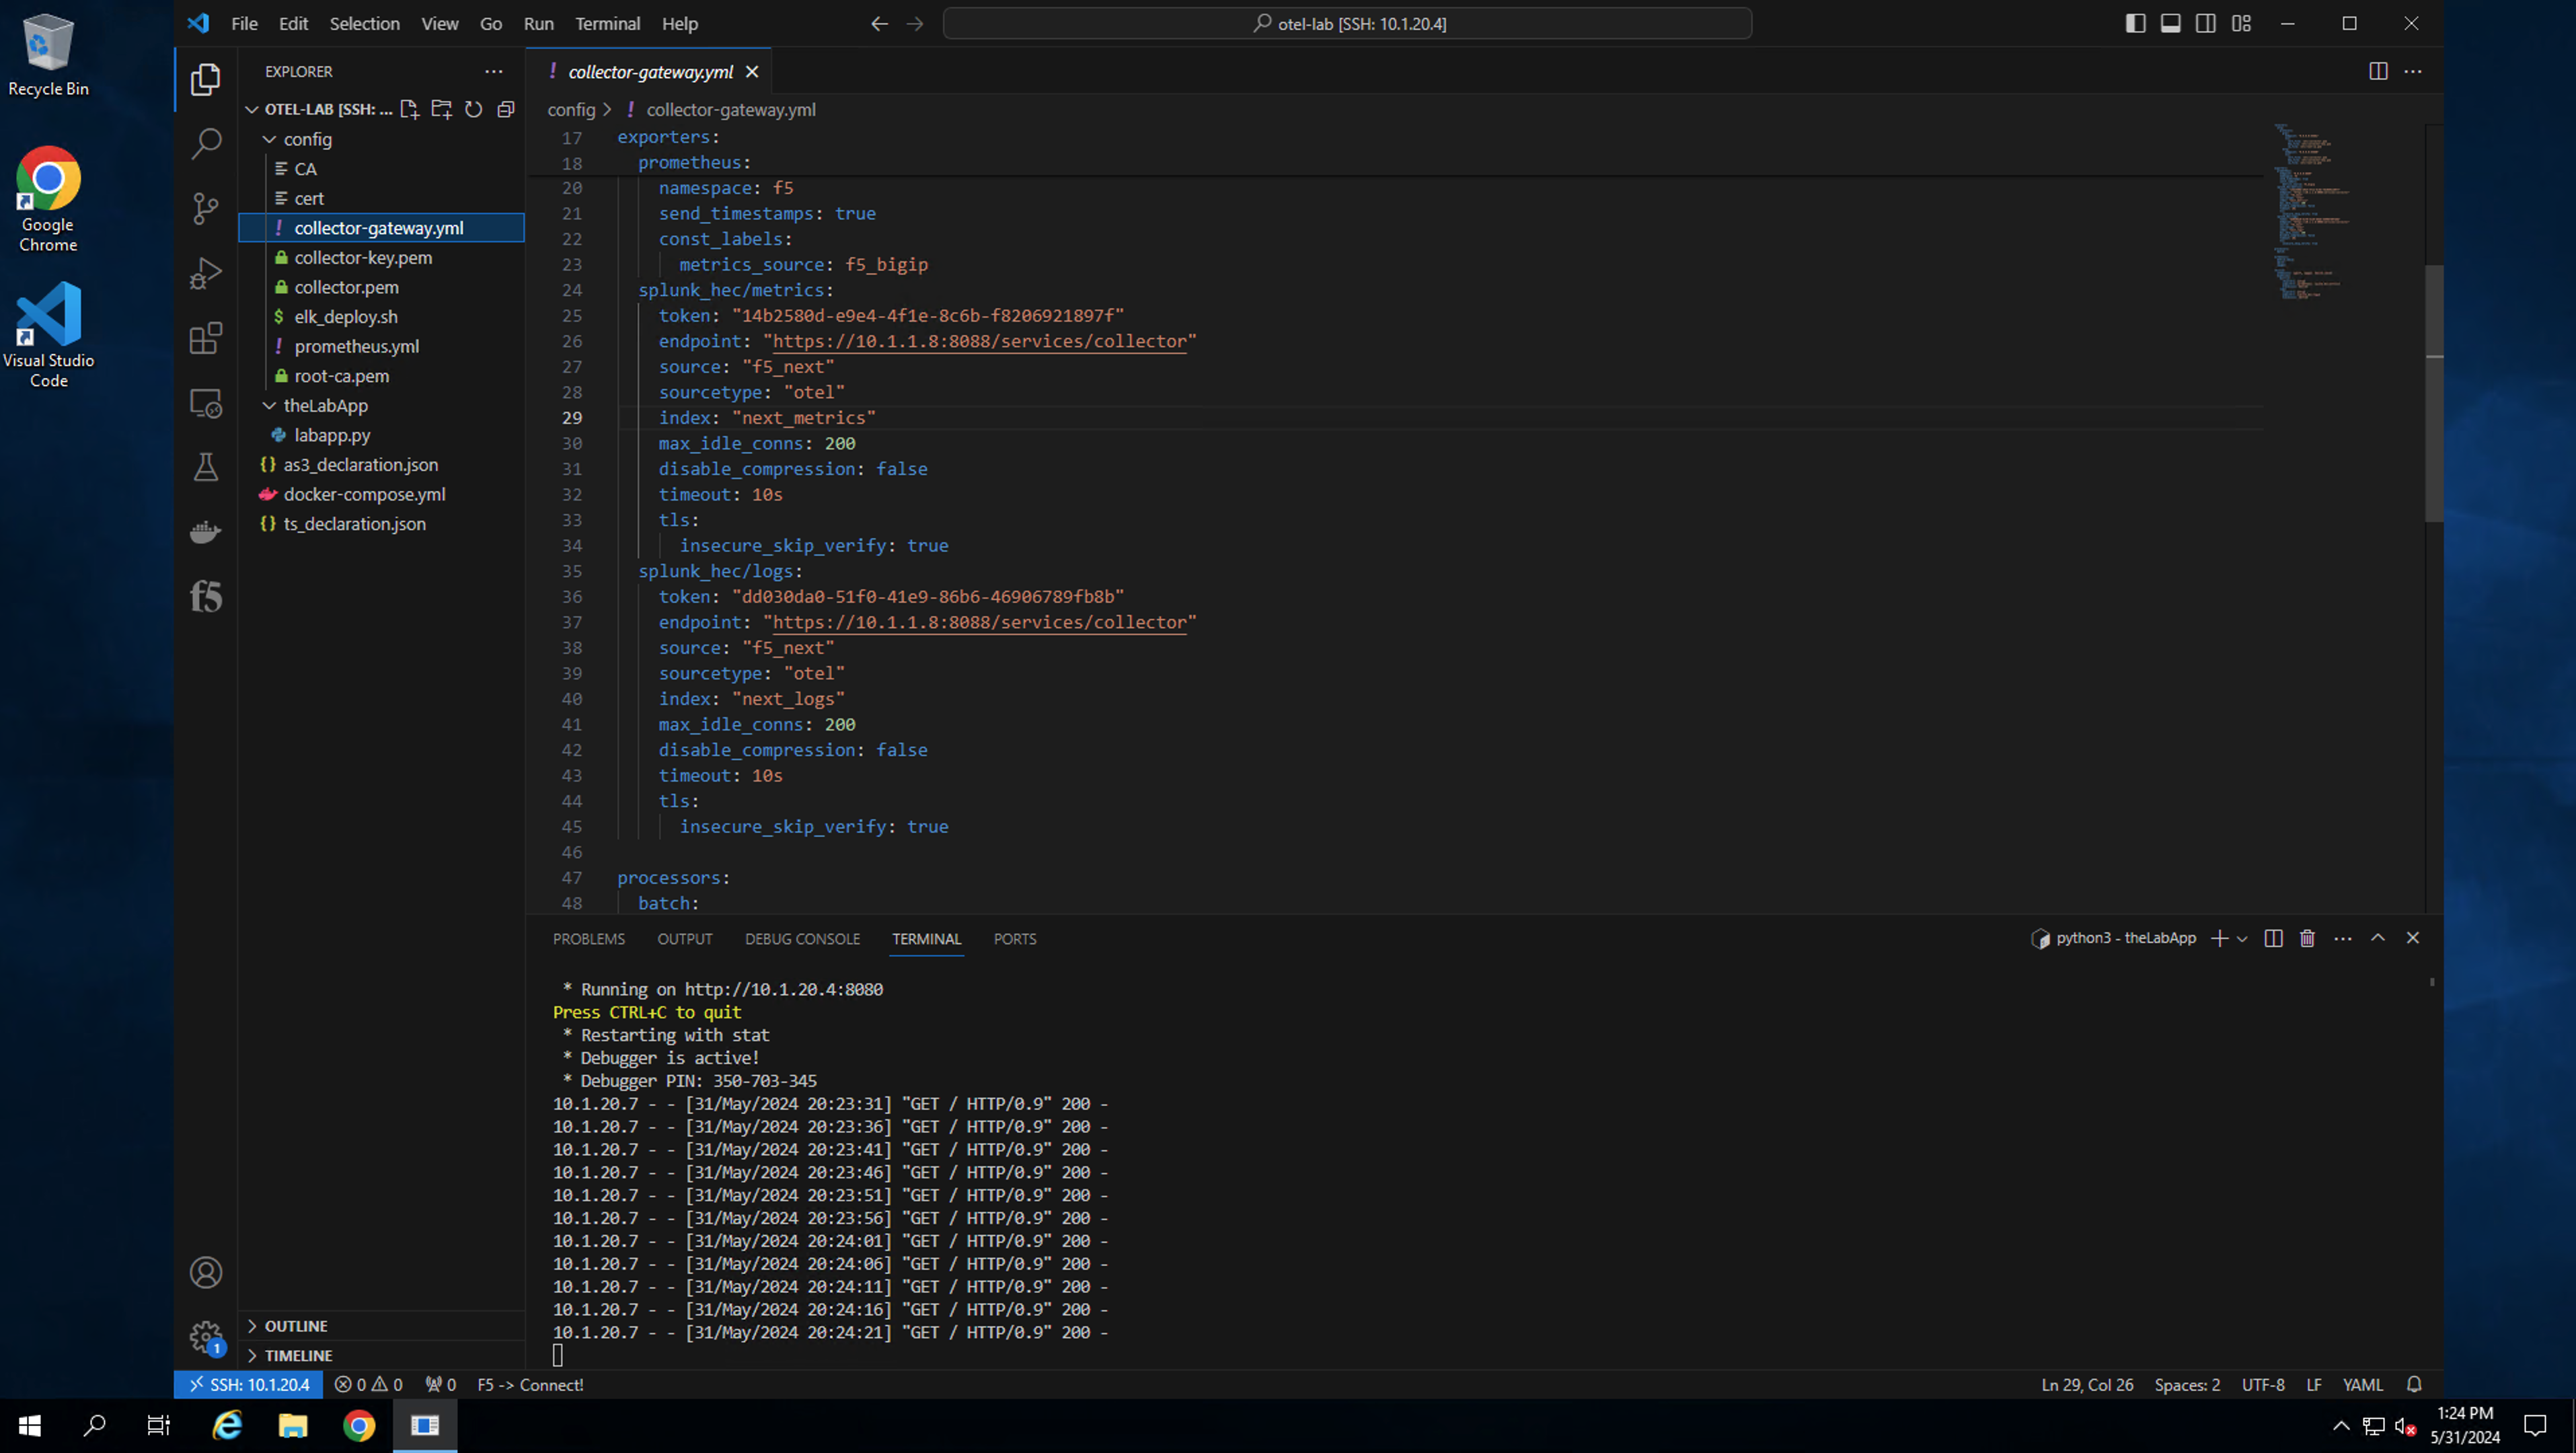 Recycle Bin
Google
Chrome
Visual Studio
Code
File Edit Selection View Go Run Terminal Help
otel-lab [SSH: 10.1.20.4]
EXPLORER
OTEL-LAB [SSH: ...
config
CA
cert
collector-gateway.yml
collector-key.pem
collector.pem
elk_deploy.sh
prometheus.yml
root-ca.pem
theLabApp
labapp.py
as3_declaration.json
docker-compose.yml
ts_declaration.json
f5
1
OUTLINE
TIMELINE
! collector-gateway.yml
config > ! collector-gateway.yml
17 exporters:
18 prometheus:
20 namespace: f5
21 send_timestamps: true
22 const_labels:
23 metrics_source: f5_bigip
24 splunk_hec/metrics:
25 token: "14b2580d-e9e4-4f1e-8c6b-f8206921897f"
26 endpoint: "https://10.1.1.8:8088/services/collector"
27 source: "f5_next"
28 sourcetype: "otel"
29 index: "next_metrics"
30 max_idle_conns: 200
31 disable_compression: false
32 timeout: 10s
33 tls:
34 insecure_skip_verify: true
35 splunk_hec/logs:
36 token: "dd030da0-51f0-41e9-86b6-46906789fb8b"
37 endpoint: "https://10.1.1.8:8088/services/collector"
38 source: "f5_next"
39 sourcetype: "otel"
40 index: "next_logs"
41 max_idle_conns: 200
42 disable_compression: false
43 timeout: 10s
44 tls:
45 insecure_skip_verify: true
46
47 processors:
48 batch:
PROBLEMS OUTPUT DEBUG CONSOLE TERMINAL PORTS
python3 - theLabApp
* Running on http://10.1.20.4:8080
Press CTRL+C to quit
* Restarting with stat
* Debugger is active!
* Debugger PIN: 350-703-345
10.1.20.7 - - [31/May/2024 20:23:31] "GET / HTTP/0.9" 200 -
10.1.20.7 - - [31/May/2024 20:23:36] "GET / HTTP/0.9" 200 -
10.1.20.7 - - [31/May/2024 20:23:41] "GET / HTTP/0.9" 200 -
10.1.20.7 - - [31/May/2024 20:23:46] "GET / HTTP/0.9" 200 -
10.1.20.7 - - [31/May/2024 20:23:51] "GET / HTTP/0.9" 200 -
10.1.20.7 - - [31/May/2024 20:23:56] "GET / HTTP/0.9" 200 -
10.1.20.7 - - [31/May/2024 20:24:01] "GET / HTTP/0.9" 200 -
10.1.20.7 - - [31/May/2024 20:24:06] "GET / HTTP/0.9" 200 -
10.1.20.7 - - [31/May/2024 20:24:11] "GET / HTTP/0.9" 200 -
10.1.20.7 - - [31/May/2024 20:24:16] "GET / HTTP/0.9" 200 -
10.1.20.7 - - [31/May/2024 20:24:21] "GET / HTTP/0.9" 200 -
SSH: 10.1.20.4 0 0 0 F5 -> Connect!
Ln 29, Col 26 Spaces: 2 UTF-8 LF YAML
1:24 PM
5/31/2024